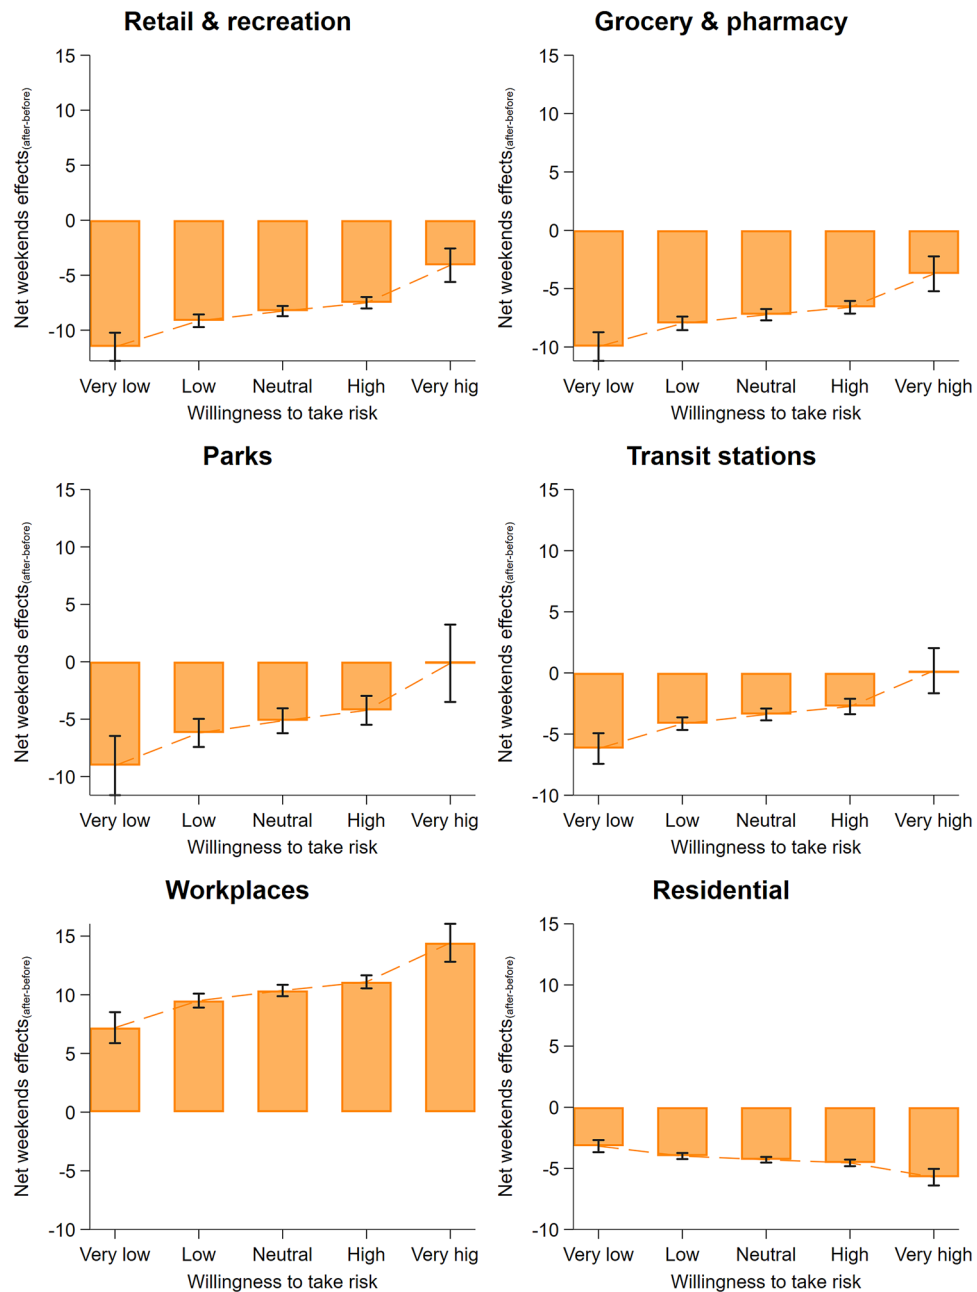 Retail & recreation
Net weekends effects(after-before)
15
10
5
0
-5
-10
Very low Low Neutral High Very hig
Willingness to take risk
Grocery & pharmacy
Net weekends effects(after-before)
15
10
5
0
-5
-10
Very low Low Neutral High Very high
Willingness to take risk
Parks
Net weekends effects(after-before)
15
10
5
0
-5
-10
Very low Low Neutral High Very hig
Willingness to take risk
Transit stations
Net weekends effects(after-before)
15
10
5
0
-5
-10
Very low Low Neutral High Very high
Willingness to take risk
Workplaces
Net weekends effects(after-before)
15
10
5
0
-5
-10
Very low Low Neutral High Very hig
Willingness to take risk
Residential
Net weekends effects(after-before)
15
10
5
0
-5
-10
Very low Low Neutral High Very high
Willingness to take risk